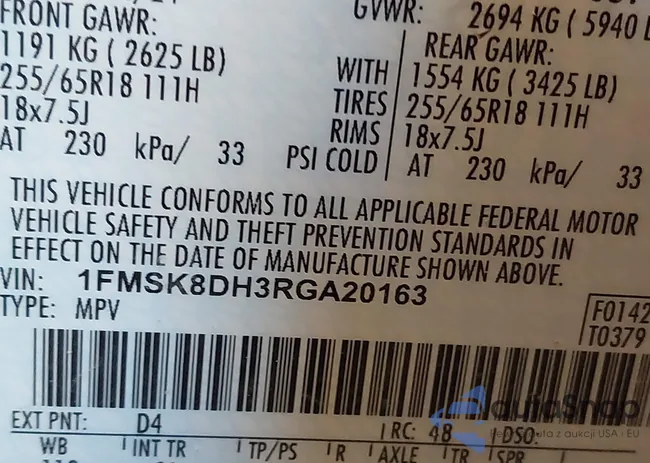 FRONT GAWR:
GVWR: 2694 KG ( 5940 L
1191 KG ( 2625 LB)
REAR GAWR:
255/65R18 111H
WITH 1554 KG ( 3425 LB)
18x7.5J
TIRES 255/65R18 111H
RIMS 18x7.5J
AT 230 kPa/ 33 PSI COLD AT 230 kPa/ 33
THIS VEHICLE CONFORMS TO ALL APPLICABLE FEDERAL MOTOR
VEHICLE SAFETY AND THEFT PREVENTION STANDARDS IN
EFFECT ON THE DATE OF MANUFACTURE SHOWN ABOVE.
VIN: 1FMSK8DH3RGA20163
TYPE: MPV
F0142
T0379
EXT PNT: D4 RC: 48 DSO:
WB INT TR TP/PS R AXLE TR SPR
autoSnap
z aukcji USA i EU